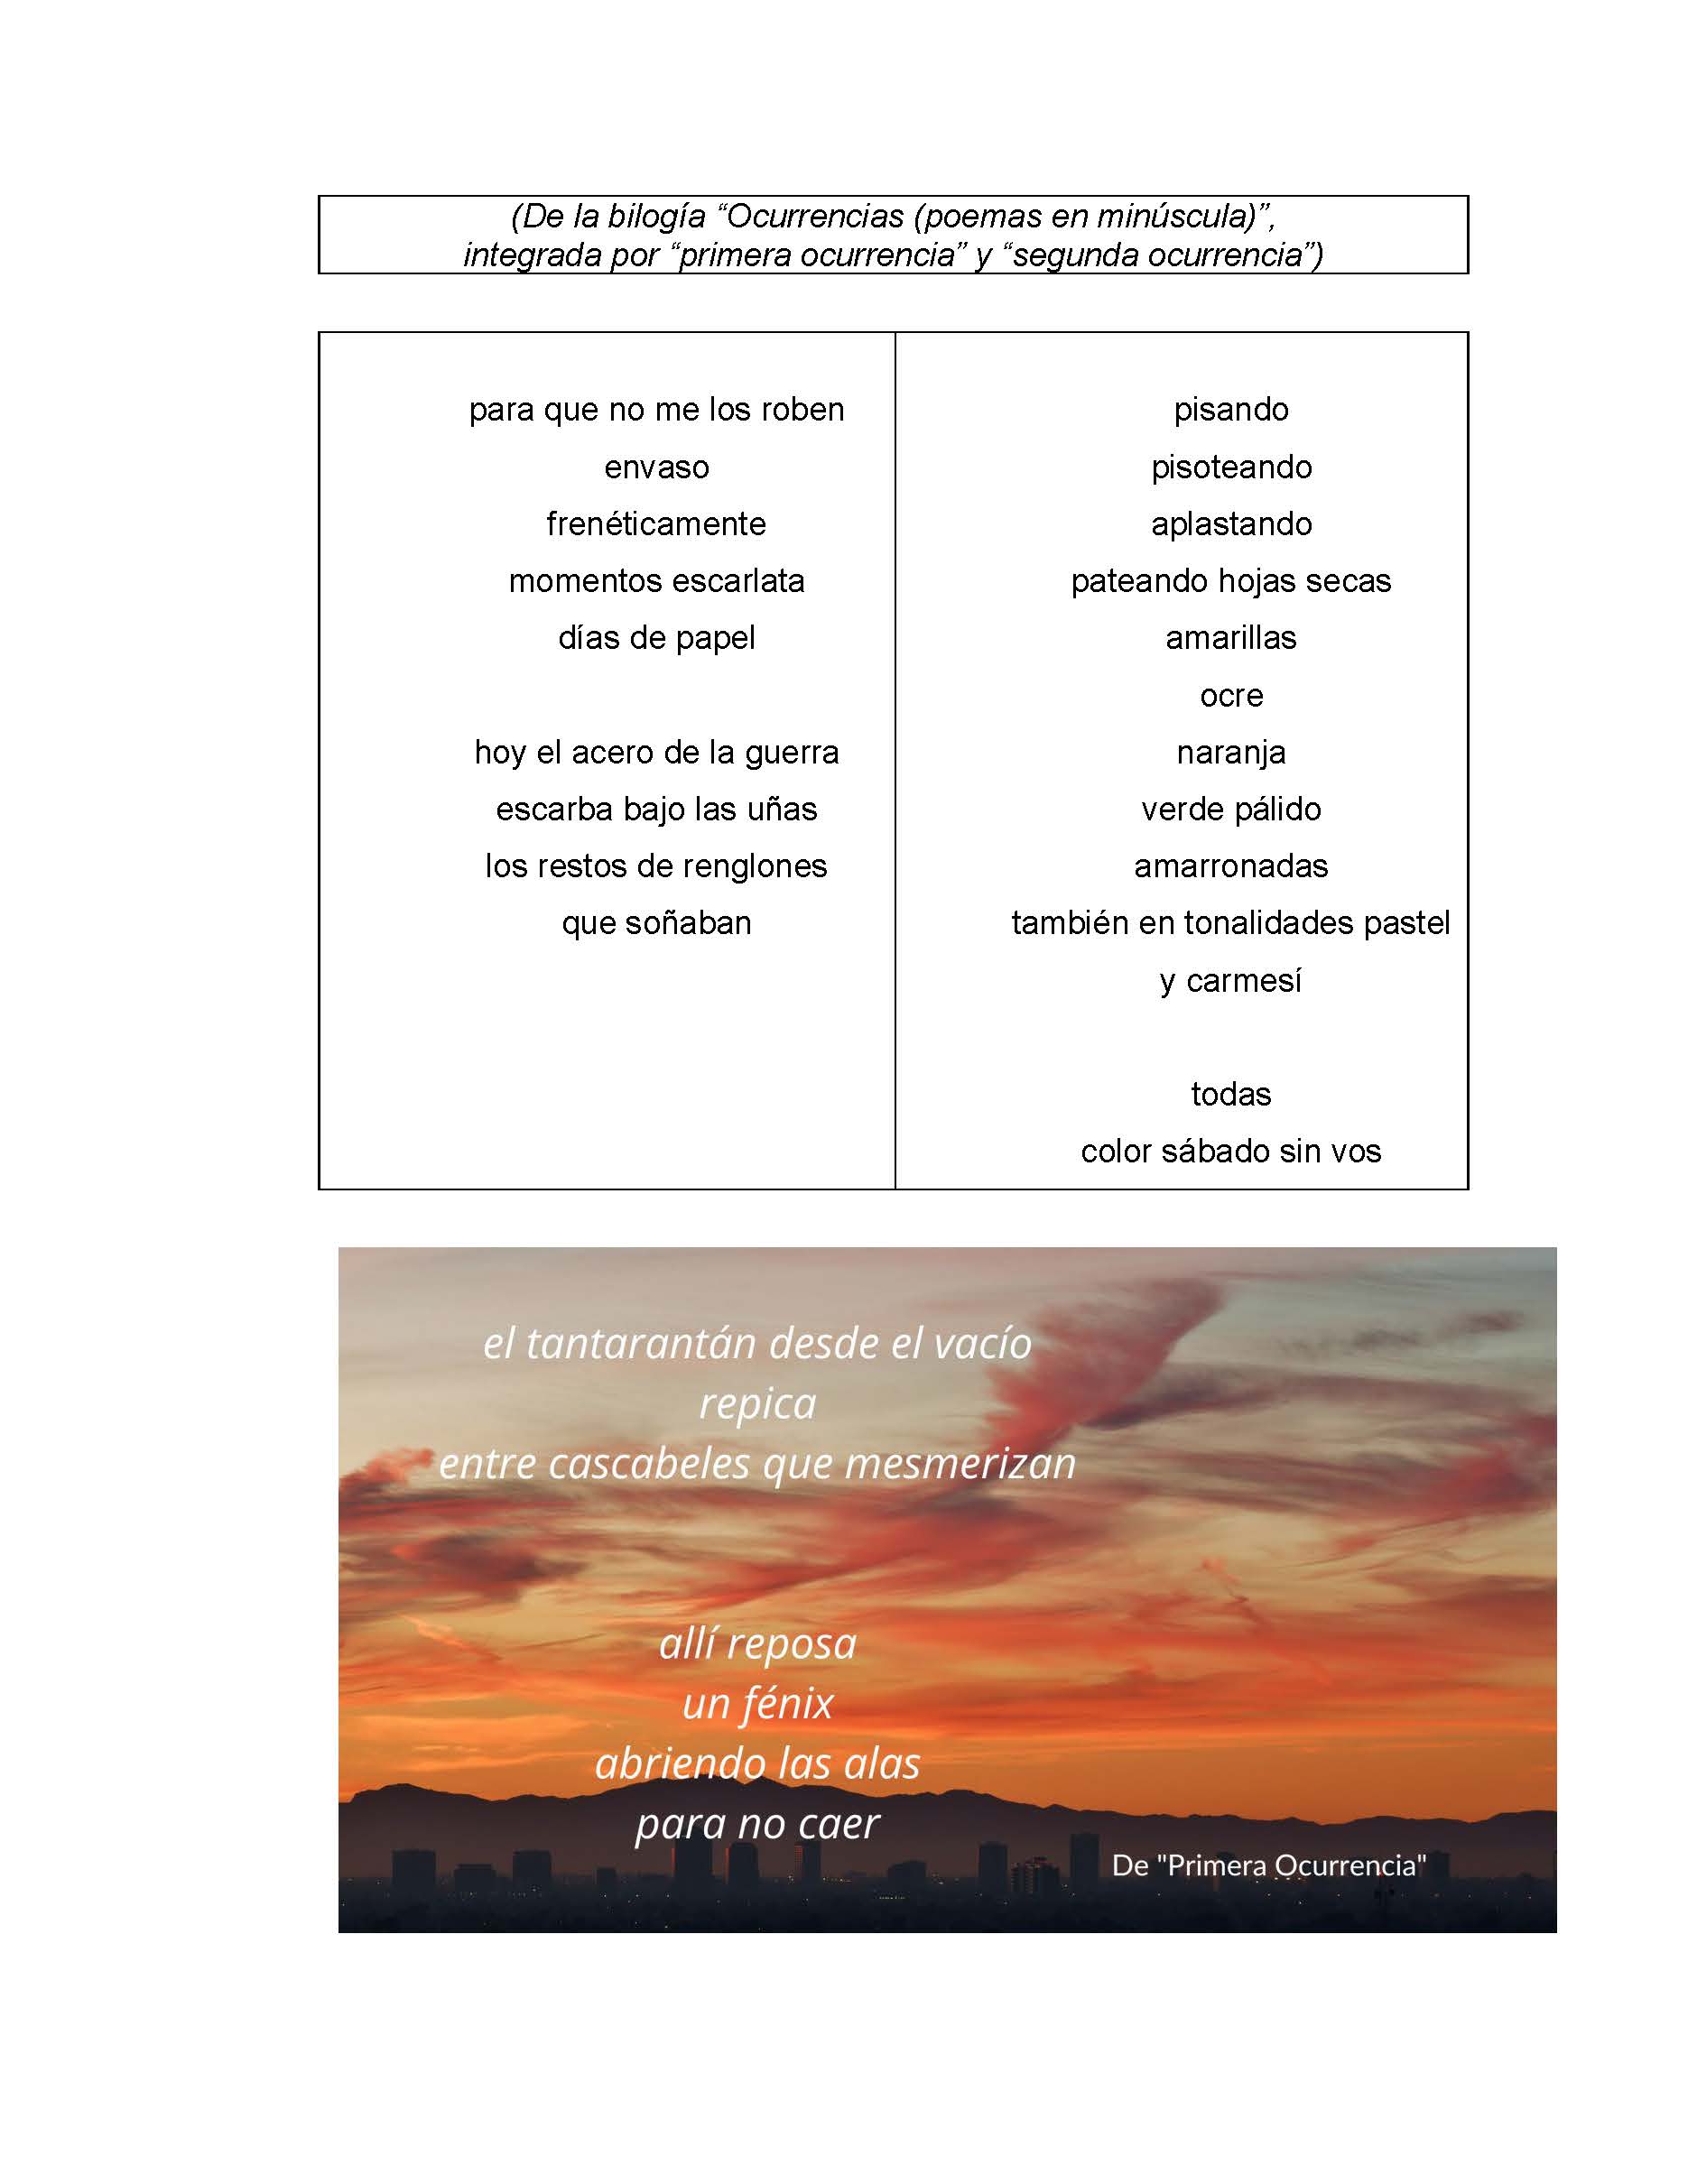 (De la bilogía “Ocurrencias (poemas en minúscula)”,
integrada por “primera ocurrencia” y “segunda ocurrencia”)
para que no me los roben
envaso
frenéticamente
momentos escarlata
días de papel
hoy el acero de la guerra
escarba bajo las uñas
los restos de renglones
que soñaban
pisando
pisoteando
aplastando
pateando hojas secas
amarillas
ocre
naranja
verde pálido
amarronadas
también en tonalidades pastel
y carmesí
todas
color sábado sin vos
el tantarantán desde el vacío
repica
entre cascabeles que mesmerizan
allí reposa
un fénix
abriendo las alas
para no caer
De "Primera Ocurrencia"